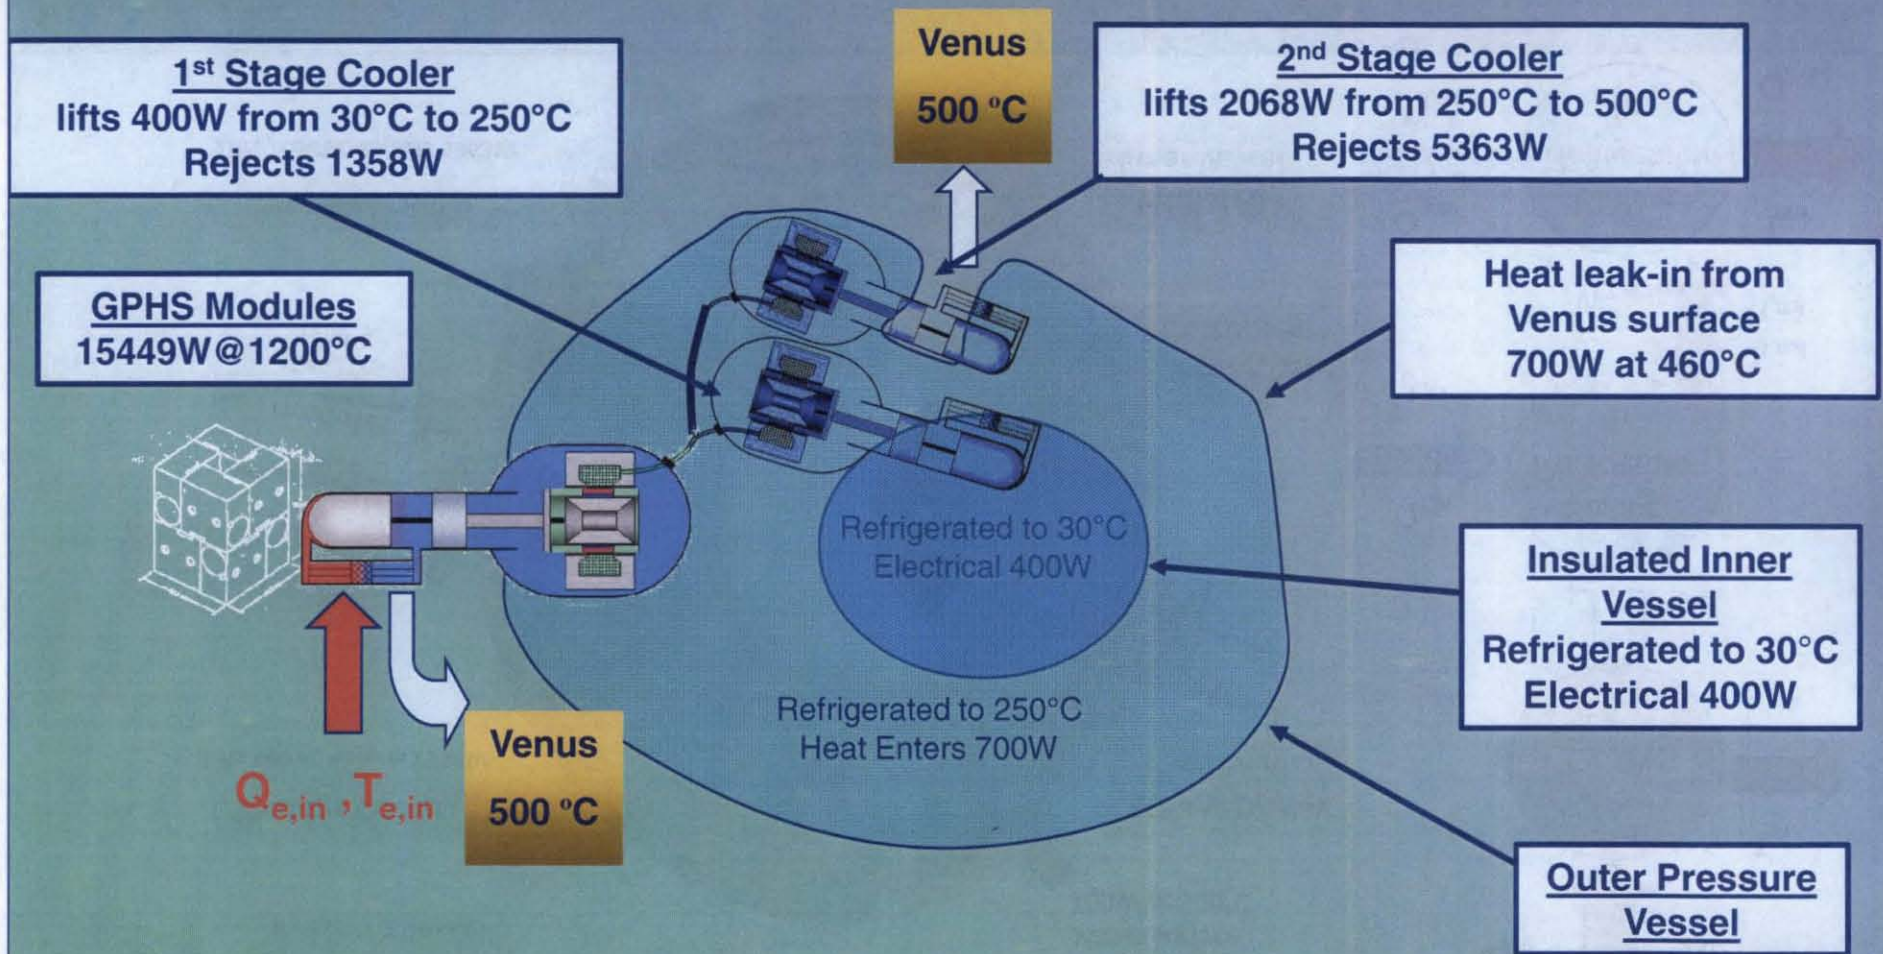 1st Stage Cooler
lifts 400W from 30°C to 250°C
Rejects 1358W
Venus
500 °C
2nd Stage Cooler
lifts 2068W from 250°C to 500°C
Rejects 5363W
GPHS Modules
15449W@1200°C
Heat leak-in from
Venus surface
700W at 460°C
Refrigerated to 30°C
Electrical 400W
Insulated Inner
Vessel
Refrigerated to 30°C
Electrical 400W
Refrigerated to 250°C
Heat Enters 700W
Qe,in ,Te,in
Venus
500 °C
Outer Pressure
Vessel